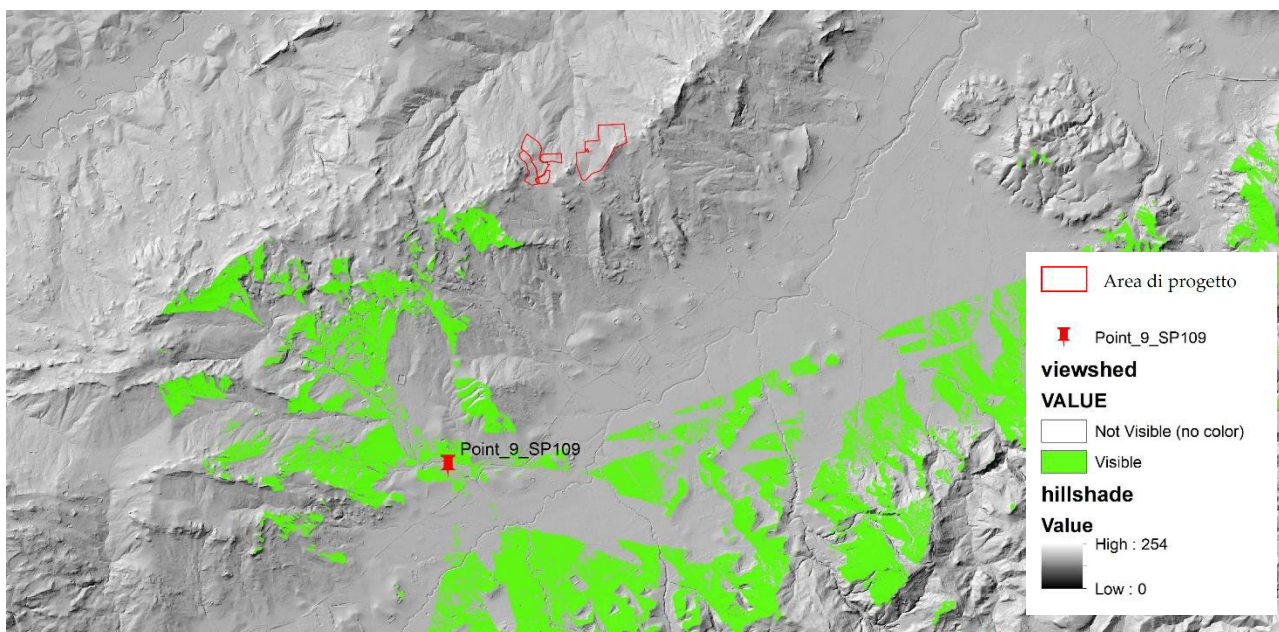 Point_9_SP109
Area di progetto
Point_9_SP109
viewshed
VALUE
Not Visible (no color)
Visible
hillshade
Value
High : 254
Low : 0